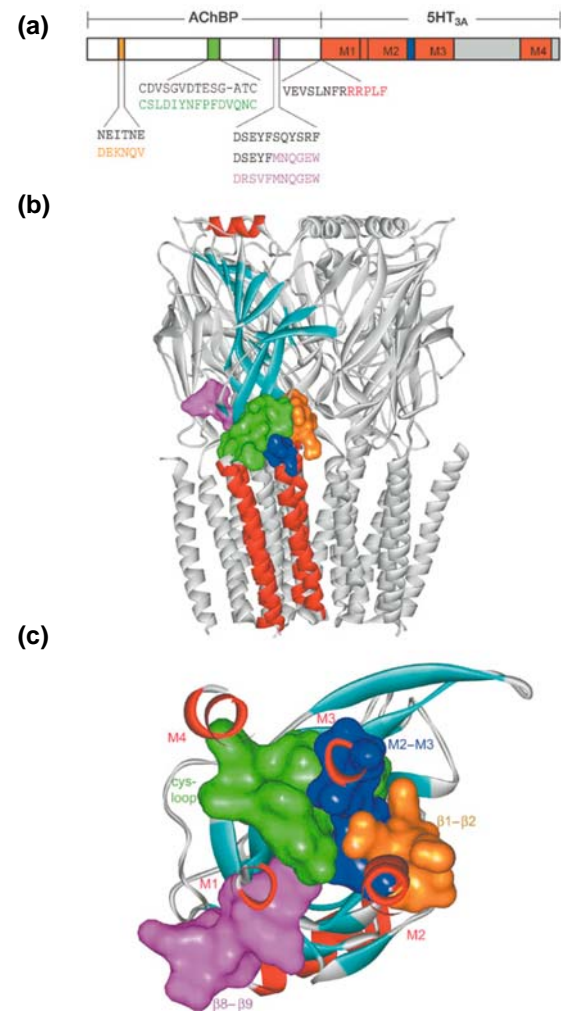 (a)
AChBP 5HT3A
M1 M2 M3 M4
CDVSGVDTESG-ATC VEVSLNFRRRPLF
CSLDIYNFPFDVQNC
NEITNE DSEYFSQYSRF
DEKNQV DSEYFMNQGEW
DRSVFMNQGEW
(b)
(c)
M3
M4 M2–M3
cys-
loop
β1–β2
M1
M2
β8–β9